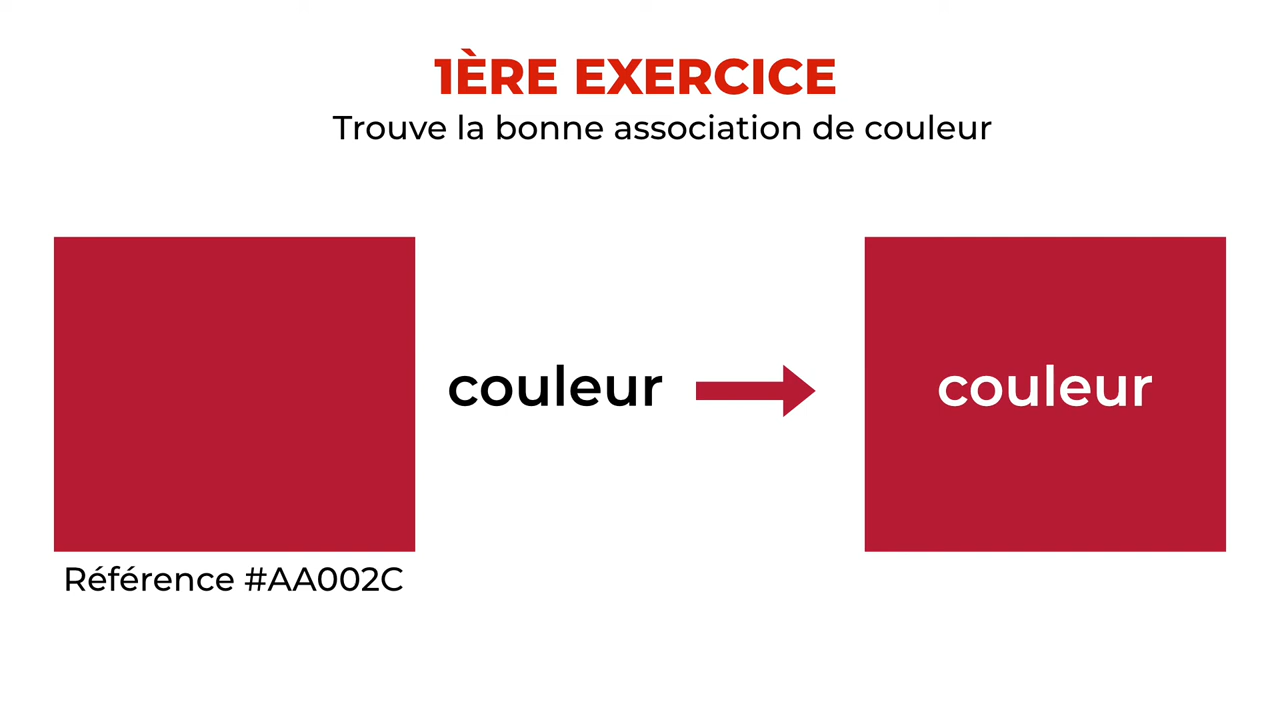 1ÈRE EXERCICE
Trouve la bonne association de couleur
couleur
couleur
Référence #AA002C